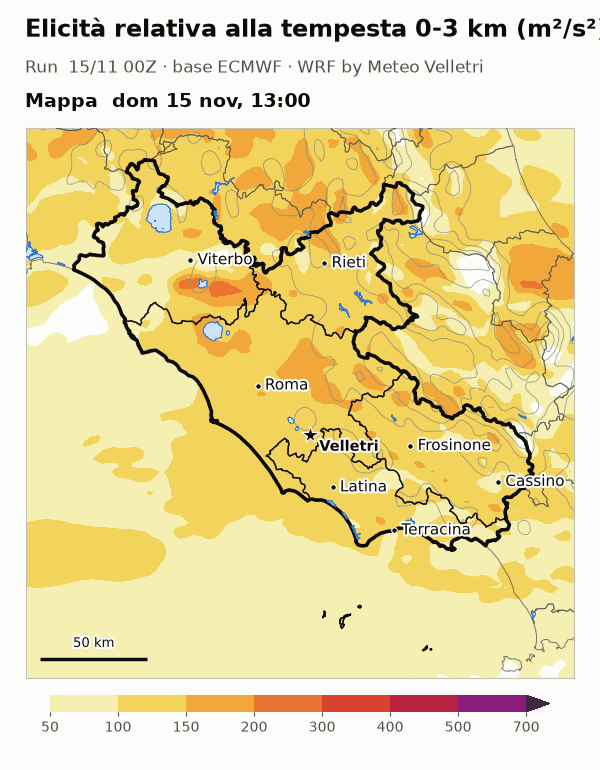 Elicità relativa alla tempesta 0-3 km (m²/s²)
Run 15/11 00Z · base ECMWF · WRF by Meteo Velletri
Mappa dom 15 nov, 13:00
Viterbo
Rieti
Roma
Velletri
Frosinone
Cassino
Latina
Terracina
50 km
50 100 150 200 300 400 500 700